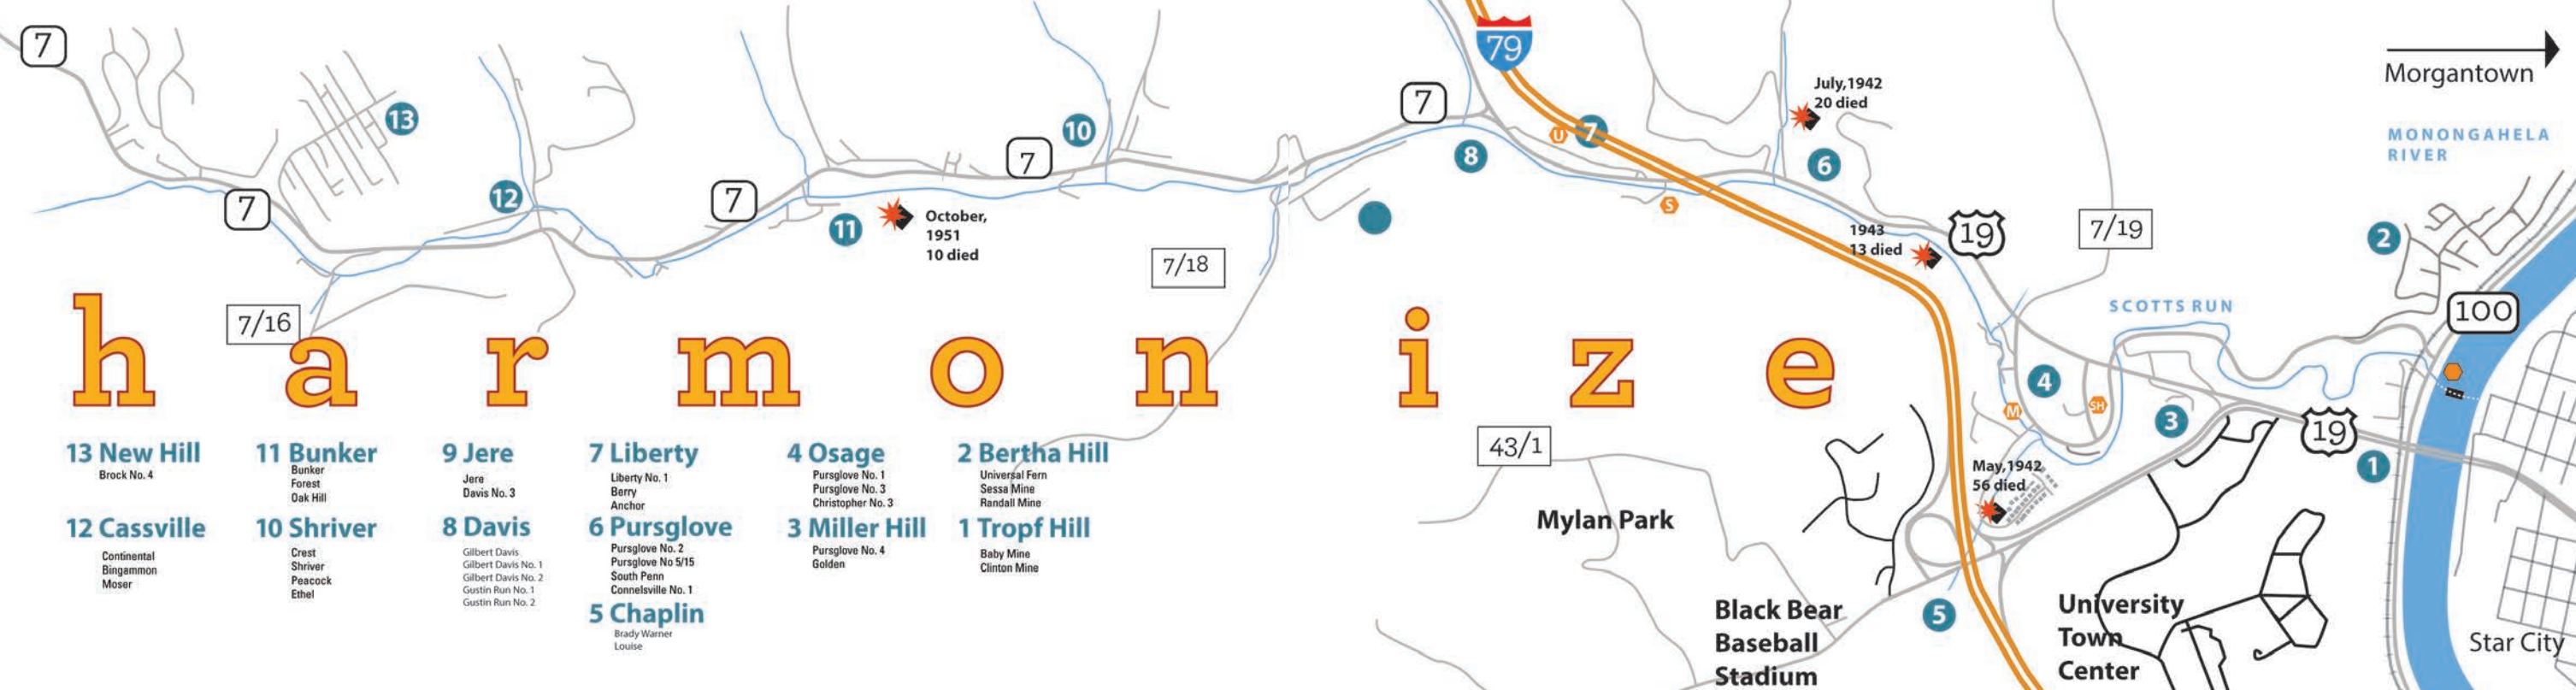 7
13
12
7
7
11
October,
1951
10 died
7
10
7/18
7
8
79
U
7
S
July,1942
20 died
6
1943
13 died
19
7/19
Morgantown
MONONGAHELA
RIVER
2
100
SCOTTS RUN
7/16
harmonize
4
M
SH
3
19
1
43/1
Mylan Park
May,1942
56 died
5
Black Bear
Baseball
Stadium
University
Town
Center
Star City
13 New Hill
Brock No. 4
12 Cassville
Continental
Bingammon
Moser
11 Bunker
Bunker
Forest
Oak Hill
10 Shriver
Crest
Shriver
Peacock
Ethel
9 Jere
Jere
Davis No. 3
8 Davis
Gilbert Davis
Gilbert Davis No. 1
Gilbert Davis No. 2
Gustin Run No. 1
Gustin Run No. 2
7 Liberty
Liberty No. 1
Berry
Anchor
6 Pursglove
Pursglove No. 2
Pursglove No 5/15
South Penn
Connelsville No. 1
5 Chaplin
Brady Warner
Louise
4 Osage
Pursglove No. 1
Pursglove No. 3
Christopher No. 3
3 Miller Hill
Pursglove No. 4
Golden
2 Bertha Hill
Universal Fern
Sessa Mine
Randall Mine
1 Tropf Hill
Baby Mine
Clinton Mine